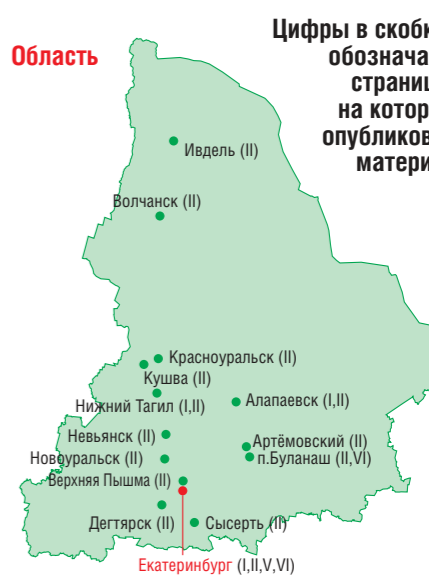 Область
Цифры в скобк
обознача
страниц
на котор
опубликов
матери
Ивдель (II)
Волчанск (II)
Красноуральск (II)
Кушва (II)
Нижний Тагил (I,II)
Алапаевск (I,II)
Невьянск (II)
Артёмовский (II)
Новоуральск (II)
п.Буланаш (II,VI)
Верхняя Пышма (II)
Дегтярск (II)
Сысерть (II)
Екатеринбург (I,II,V,VI)